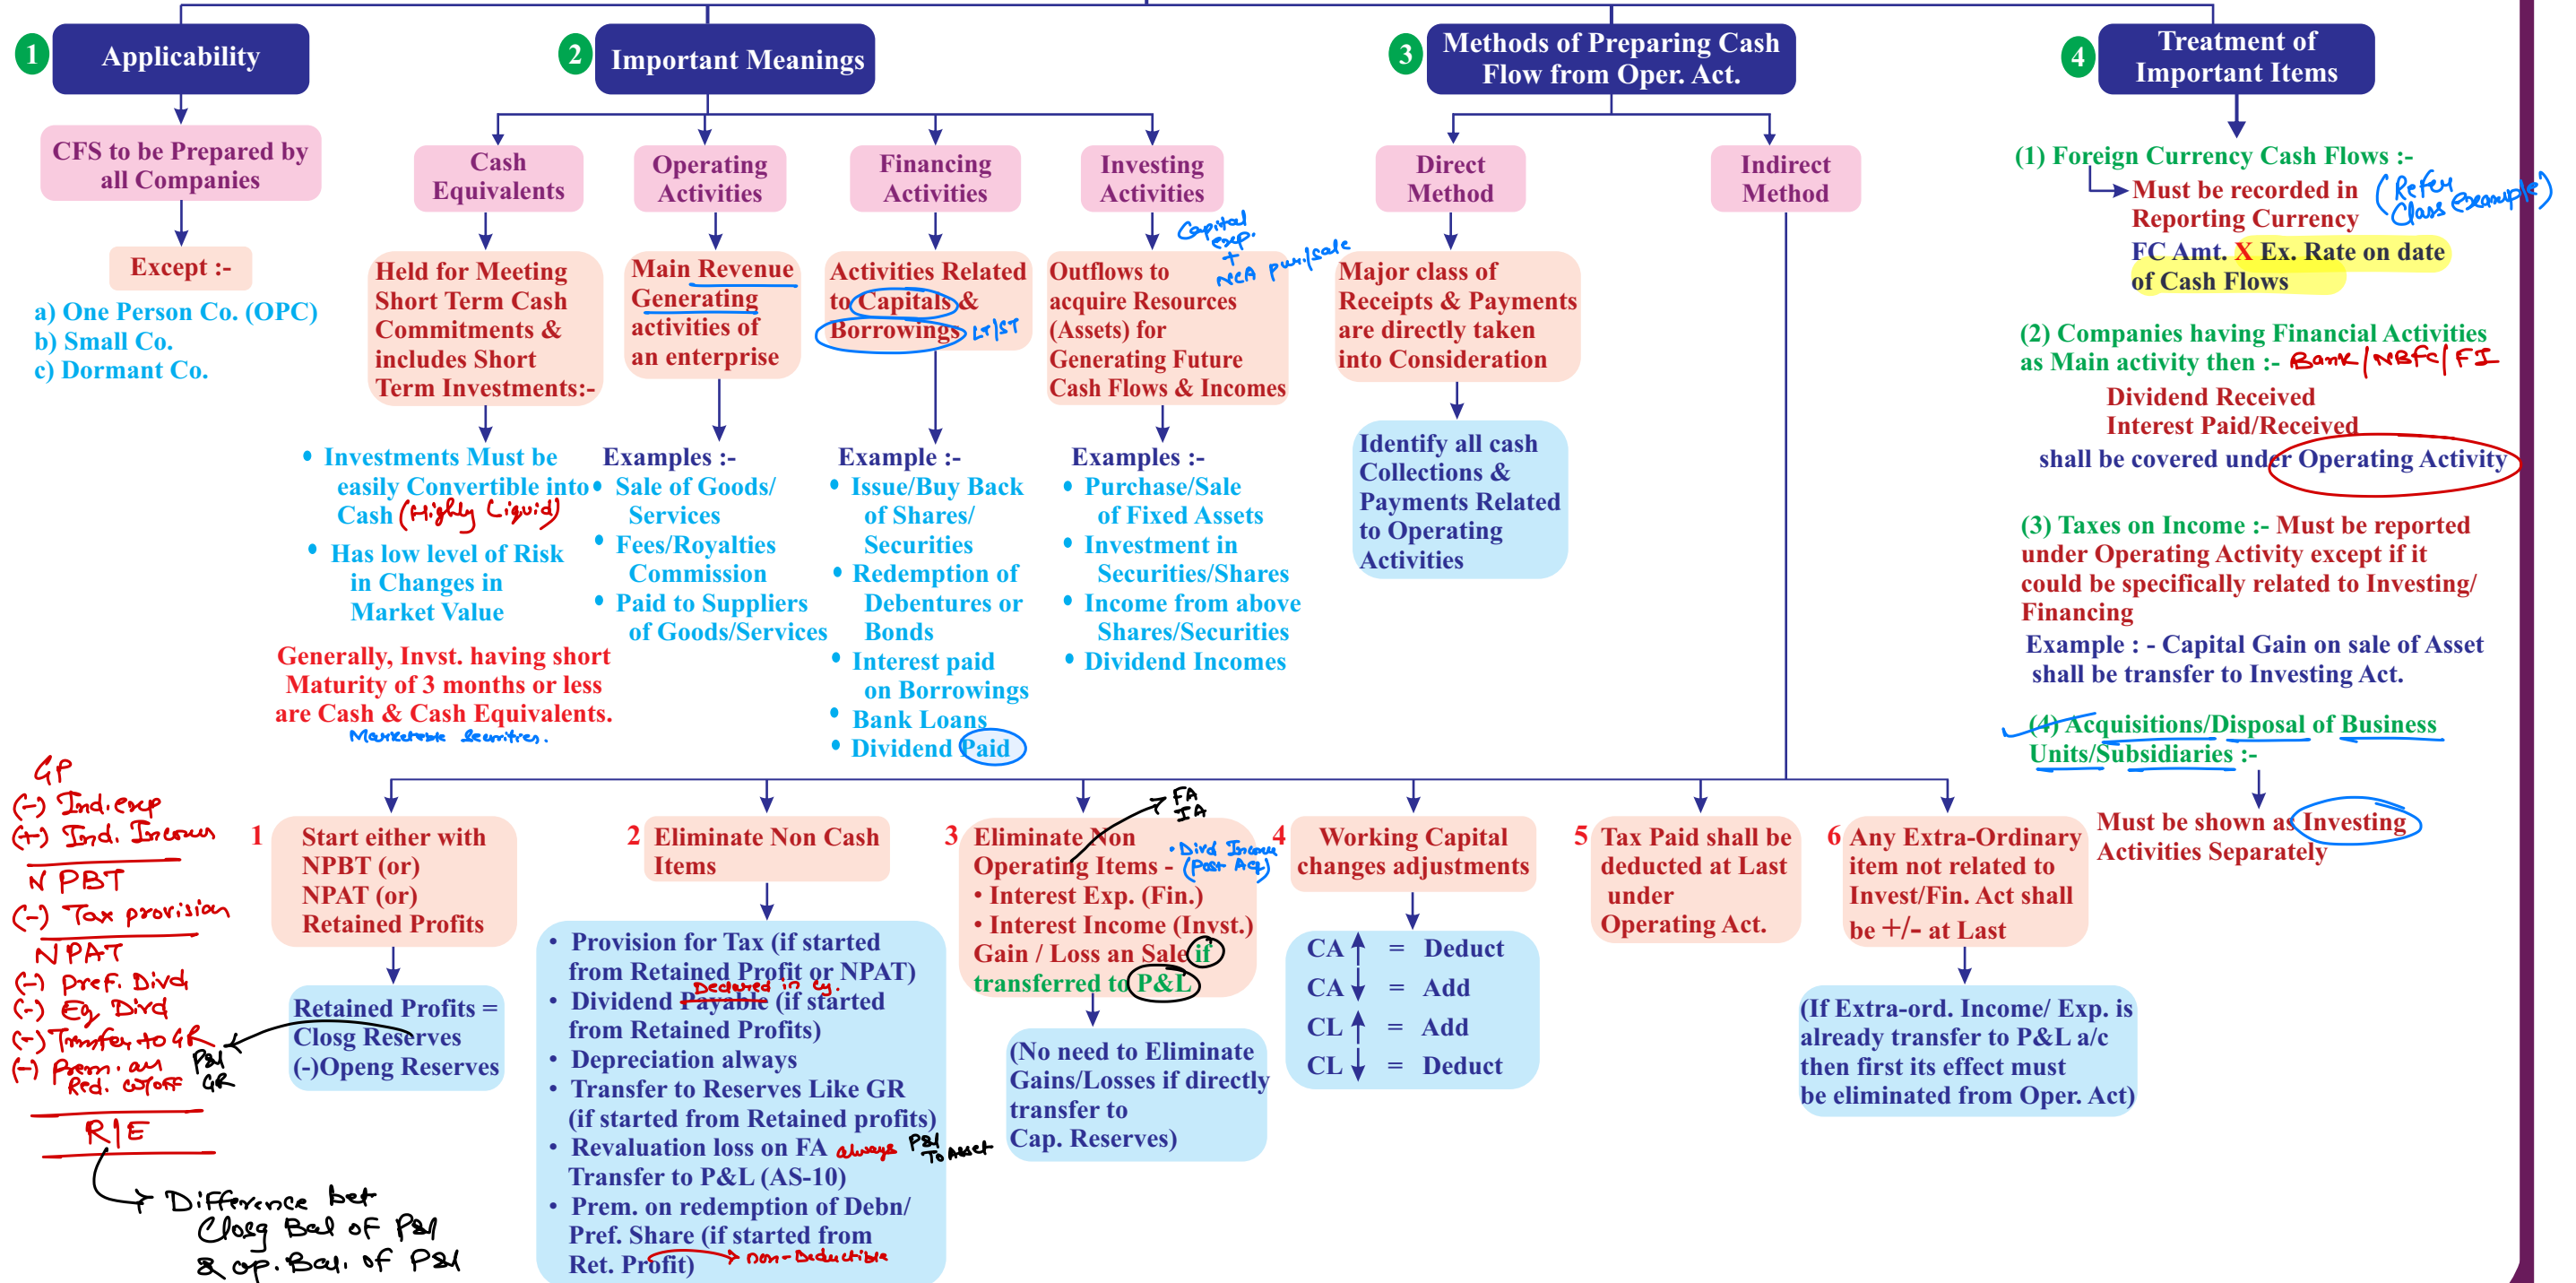 1
Applicability
CFS to be Prepared by
all Companies
Except :-
a) One Person Co. (OPC)
b) Small Co.
c) Dormant Co.
2
Important Meanings
Cash
Equivalents
Held for Meeting
Short Term Cash
Commitments &
includes Short
Term Investments:-
• Investments Must be
easily Convertible into
Cash (Highly Liquid)
• Has low level of Risk
in Changes in
Market Value
Generally, Invst. having short
Maturity of 3 months or less
are Cash & Cash Equivalents.
Marketable Securities.
Operating
Activities
Main Revenue
Generating
activities of
an enterprise
Examples :-
• Sale of Goods/
Services
• Fees/Royalties
Commission
• Paid to Suppliers
of Goods/Services
Financing
Activities
Activities Related
to Capitals &
Borrowings LT/ST
Example :-
• Issue/Buy Back
of Shares/
Securities
• Redemption of
Debentures or
Bonds
• Interest paid
on Borrowings
• Bank Loans
• Dividend Paid
Investing
Activities
Capital
exp.
+
NCA pur./sale
Outflows to
acquire Resources
(Assets) for
Generating Future
Cash Flows & Incomes
Examples :-
• Purchase/Sale
of Fixed Assets
• Investment in
Securities/Shares
• Income from above
Shares/Securities
• Dividend Incomes
3
Methods of Preparing Cash
Flow from Oper. Act.
Direct
Method
Major class of
Receipts & Payments
are directly taken
into Consideration
Identify all cash
Collections &
Payments Related
to Operating
Activities
Indirect
Method
4
Treatment of
Important Items
(1) Foreign Currency Cash Flows :-
Must be recorded in
Reporting Currency
(Refer
Class Example)
FC Amt. X Ex. Rate on date
of Cash Flows
(2) Companies having Financial Activities
as Main activity then :- Bank/NBFC/FI
Dividend Received
Interest Paid/Received
shall be covered under Operating Activity
(3) Taxes on Income :- Must be reported
under Operating Activity except if it
could be specifically related to Investing/
Financing
Example : - Capital Gain on sale of Asset
shall be transfer to Investing Act.
(4) Acquisitions/Disposal of Business
Units/Subsidiaries :-
Must be shown as Investing
Activities Separately
GP
(-) Ind. exp
(+) Ind. Incomes
NPBT
(-) Tax provision
NPAT
(-) Pref. Divd
(-) Eq Divd
(-) Transfer to GR
(-) Prem. on
Red. w/off
P&L
GR
R/E
Difference bet
Closg Bal of P&L
& op. Bal. of P&L
1 Start either with
NPBT (or)
NPAT (or)
Retained Profits
Retained Profits =
Closg Reserves
(-)Openg Reserves
2 Eliminate Non Cash
Items
• Provision for Tax (if started
from Retained Profit or NPAT)
Declared in cy.
• Dividend Payable (if started
from Retained Profits)
• Depreciation always
• Transfer to Reserves Like GR
(if started from Retained profits)
• Revaluation loss on FA always P&L
To Asset
Transfer to P&L (AS-10)
• Prem. on redemption of Debn/
Pref. Share (if started from
Ret. Profit) non-Deductible
FA
IA
3 Eliminate Non
Operating Items - • Divd Income
(Post Acq)
• Interest Exp. (Fin.)
• Interest Income (Invst.)
Gain / Loss an Sale if
transferred to P&L
(No need to Eliminate
Gains/Losses if directly
transfer to
Cap. Reserves)
4 Working Capital
changes adjustments
CA ↑ = Deduct
CA ↓ = Add
CL ↑ = Add
CL ↓ = Deduct
5 Tax Paid shall be
deducted at Last
under
Operating Act.
6 Any Extra-Ordinary
item not related to
Invest/Fin. Act shall
be +/- at Last
(If Extra-ord. Income/ Exp. is
already transfer to P&L a/c
then first its effect must
be eliminated from Oper. Act)